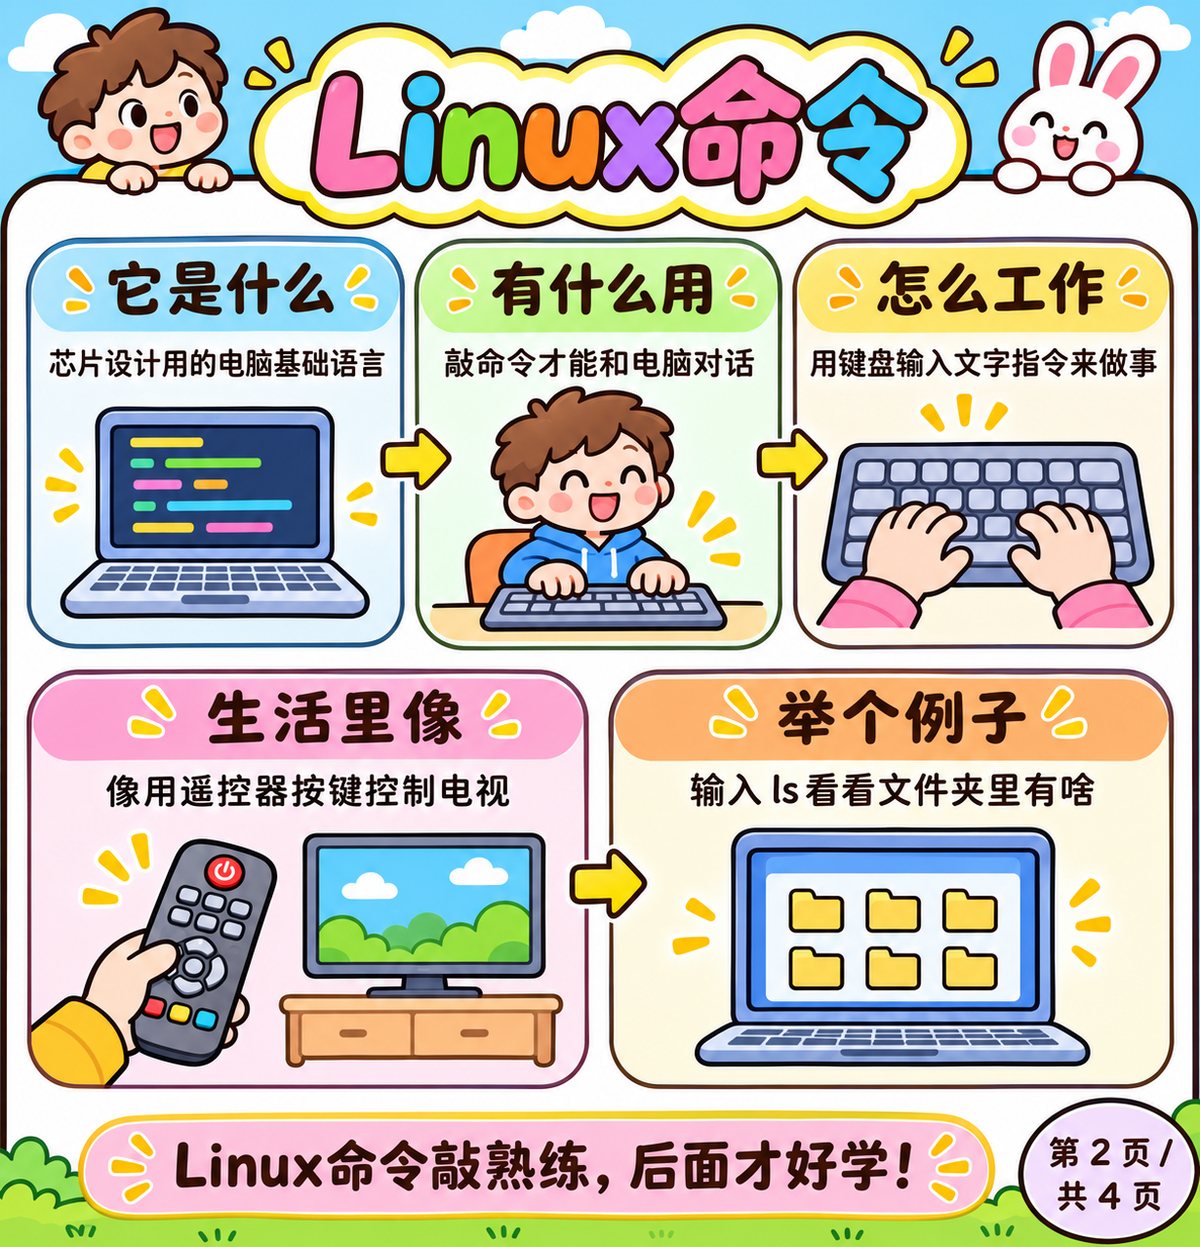 Linux命令
它是什么
芯片设计用的电脑基础语言
有什么用
敲命令才能和电脑对话
怎么工作
用键盘输入文字指令来做事
生活里像
像用遥控器按键控制电视
举个例子
输入ls看看文件夹里有啥
Linux命令敲熟练，后面才好学！
第2页/
共4页